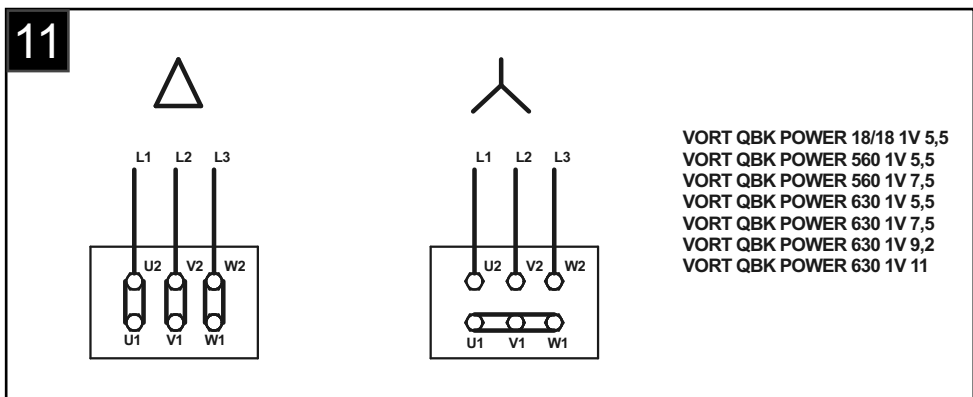 11
L1 L2 L3
U2 V2 W2
U1 V1 W1
L1 L2 L3
U2 V2 W2
U1 V1 W1
VORT QBK POWER 18/18 1V 5,5
VORT QBK POWER 560 1V 5,5
VORT QBK POWER 560 1V 7,5
VORT QBK POWER 630 1V 5,5
VORT QBK POWER 630 1V 7,5
VORT QBK POWER 630 1V 9,2
VORT QBK POWER 630 1V 11